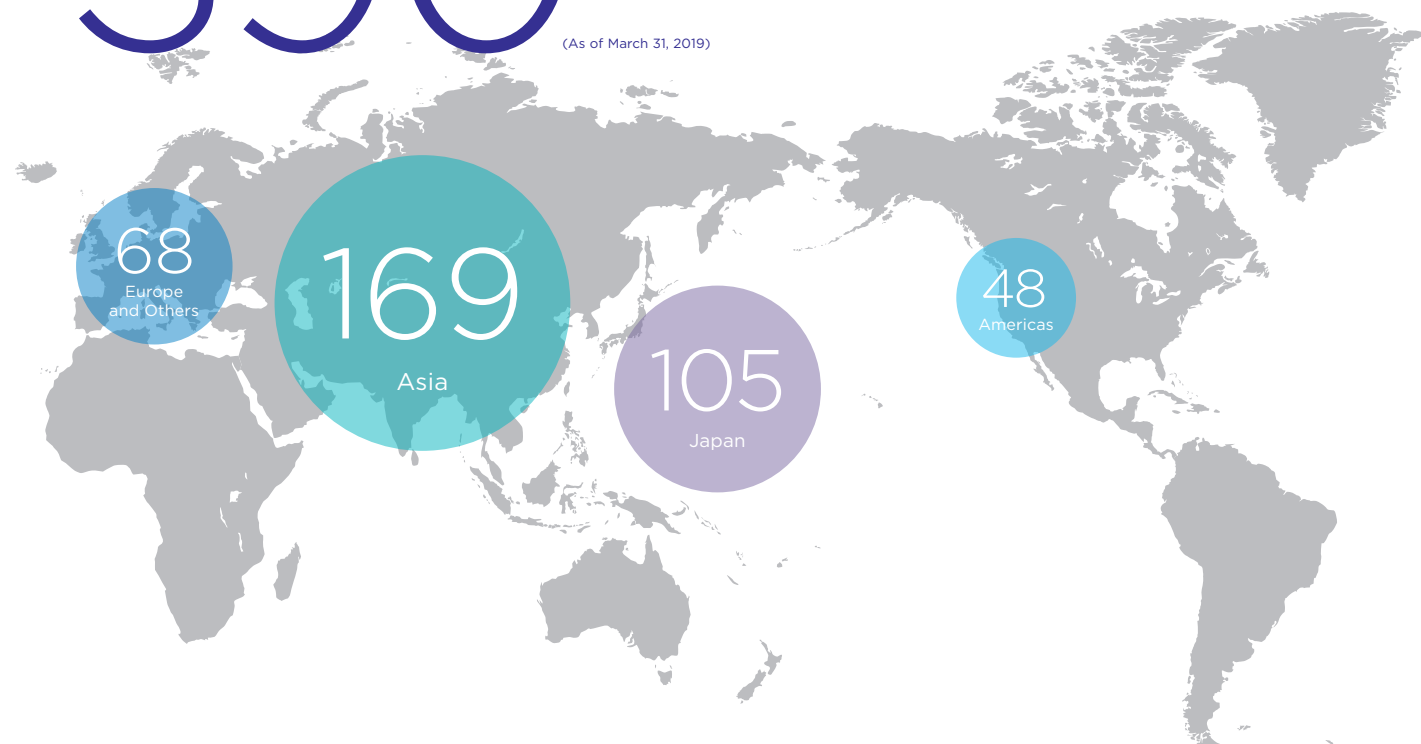 (As of March 31, 2019)
68
Europe
and Others
169
Asia
105
Japan
48
Americas